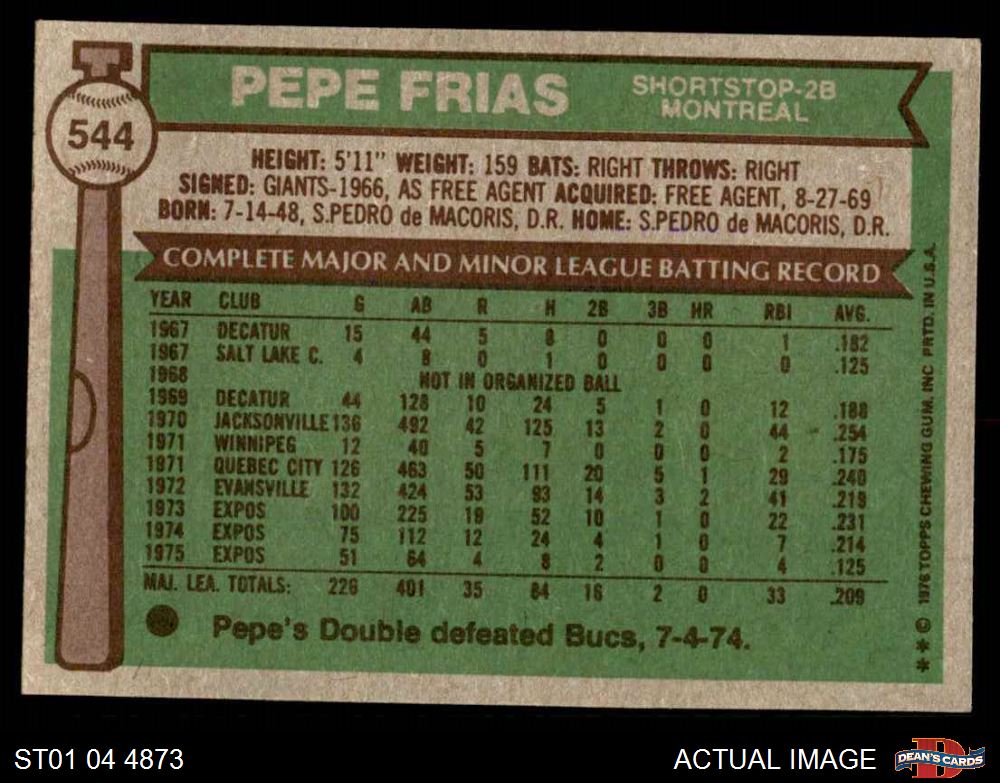 544
PEPE FRIAS
SHORTSTOP-2B
MONTREAL
HEIGHT: 5'11" WEIGHT: 159 BATS: RIGHT THROWS: RIGHT
SIGNED: GIANTS-1966, AS FREE AGENT ACQUIRED: FREE AGENT, 8-27-69
BORN: 7-14-48, S.PEDRO de MACORIS, D.R. HOME: S.PEDRO de MACORIS, D.R.
COMPLETE MAJOR AND MINOR LEAGUE BATTING RECORD
YEAR CLUB G AB R H 2B 3B HR RBI AVG.
1967 DECATUR 15 44 5 8 0 0 0 1 .182
1967 SALT LAKE C. 4 8 0 1 0 0 0 0 .125
1968 NOT IN ORGANIZED BALL
1969 DECATUR 44 128 10 24 5 1 0 12 .188
1970 JACKSONVILLE 136 492 42 125 13 2 0 44 .254
1971 WINNIPEG 12 40 5 7 0 0 0 2 .175
1971 QUEBEC CITY 126 463 50 111 20 5 1 29 .240
1972 EVANSVILLE 132 424 53 93 14 3 2 41 .219
1973 EXPOS 100 225 19 52 10 1 0 22 .231
1974 EXPOS 75 112 12 24 4 1 0 7 .214
1975 EXPOS 51 64 4 8 2 0 0 4 .125
MAJ. LEA. TOTALS: 226 401 35 84 16 2 0 33 .209
Pepe's Double defeated Bucs, 7-4-74.
**© 1976 TOPPS CHEWING GUM, INC PRTD. IN U.S.A.
ST01 04 4873
ACTUAL IMAGE
D
DEAN'S CARDS